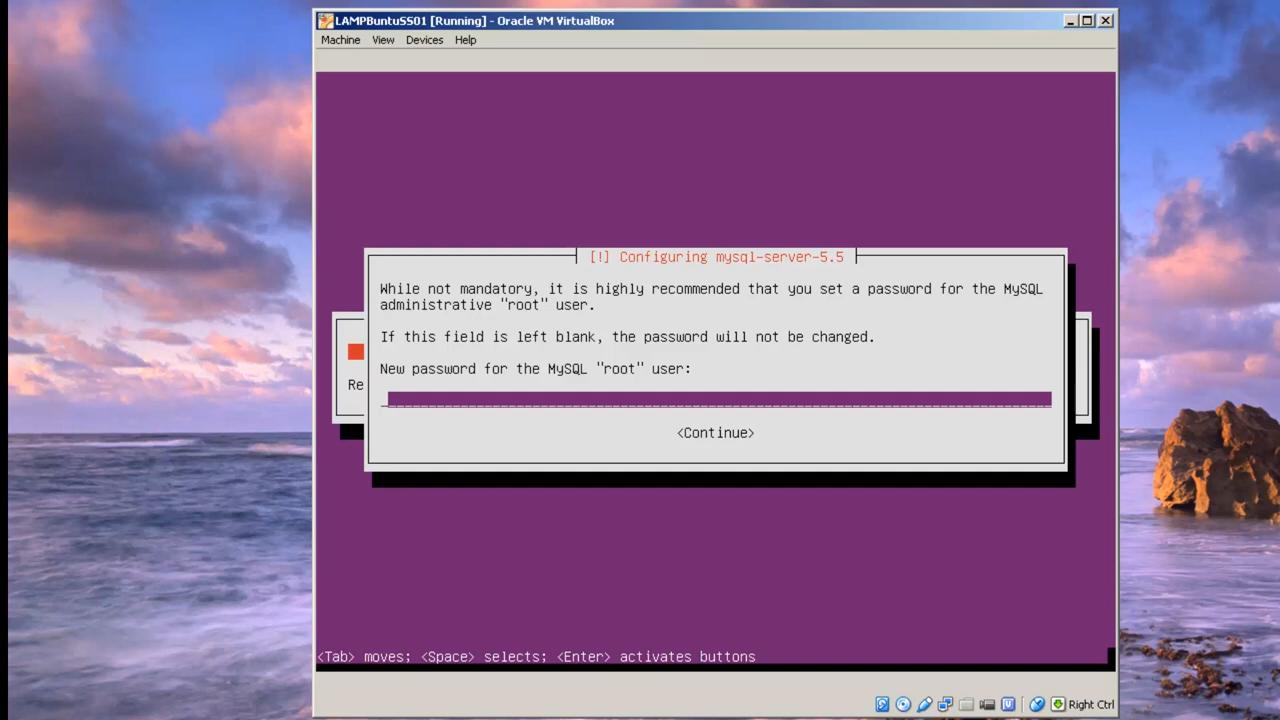 LAMPBuntuSS01 [Running] - Oracle VM VirtualBox
Machine View Devices Help
[!] Configuring mysql-server-5.5
While not mandatory, it is highly recommended that you set a password for the MySQL
administrative "root" user.
If this field is left blank, the password will not be changed.
New password for the MySQL "root" user:
Re
<Continue>
<Tab> moves; <Space> selects; <Enter> activates buttons
Right Ctrl